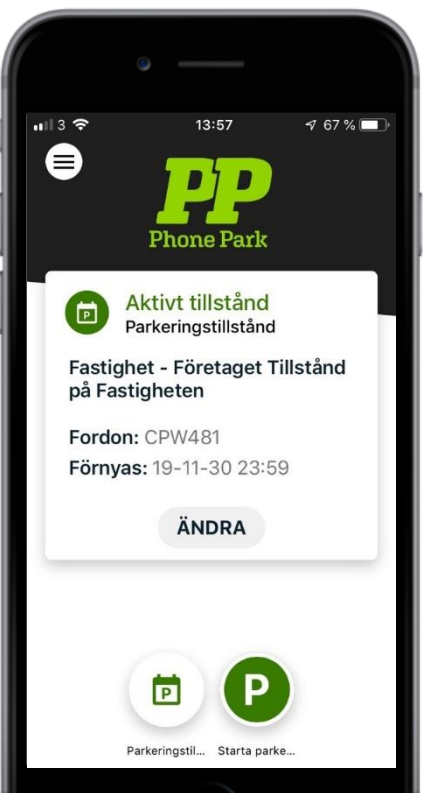 3 13:57 67 %
PP
Phone Park
P
Aktivt tillstånd
Parkeringstillstånd
Fastighet - Företaget Tillstånd
på Fastigheten
Fordon: CPW481
Förnyas: 19-11-30 23:59
ÄNDRA
P P
Parkeringstil... Starta parke...